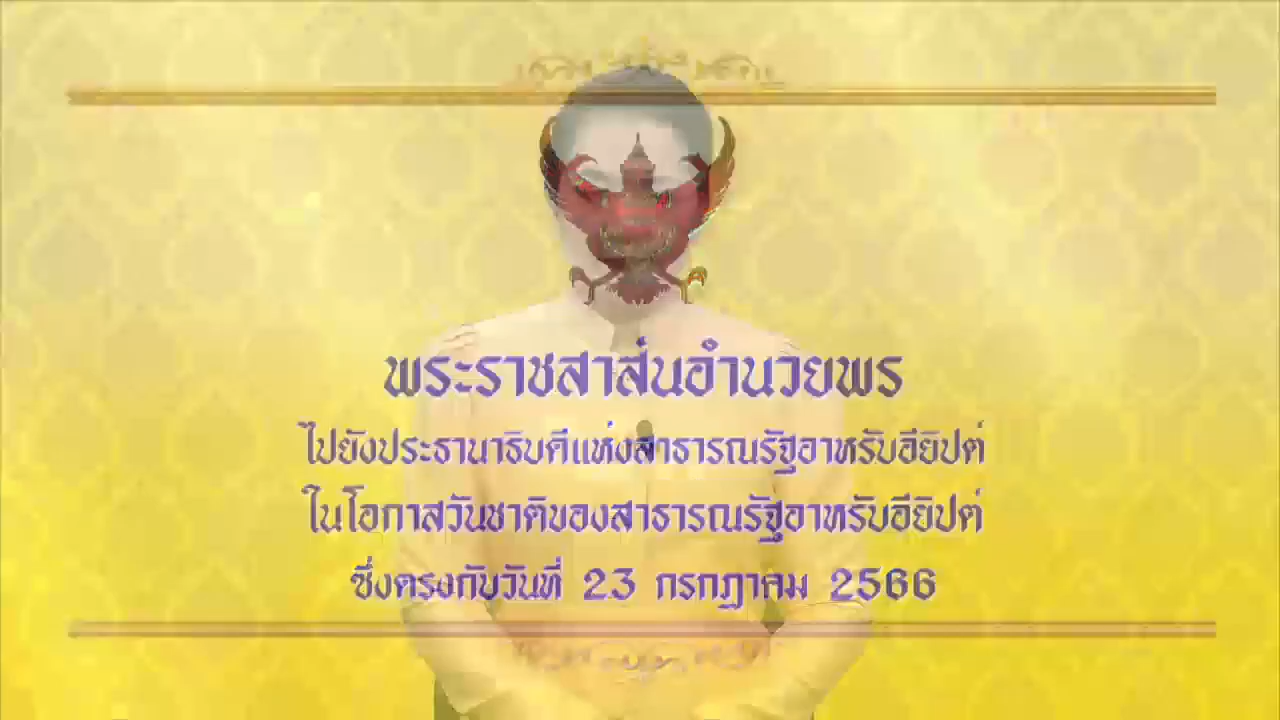 พระราชสาส์นอำนวยพร
ไปยังประธานาธิบดีแห่งสาธารณรัฐอาหรับอียิปต์
ในโอกาสวันชาติของสาธารณรัฐอาหรับอียิปต์
ซึ่งตรงกับวันที่ 23 กรกฎาคม 2566